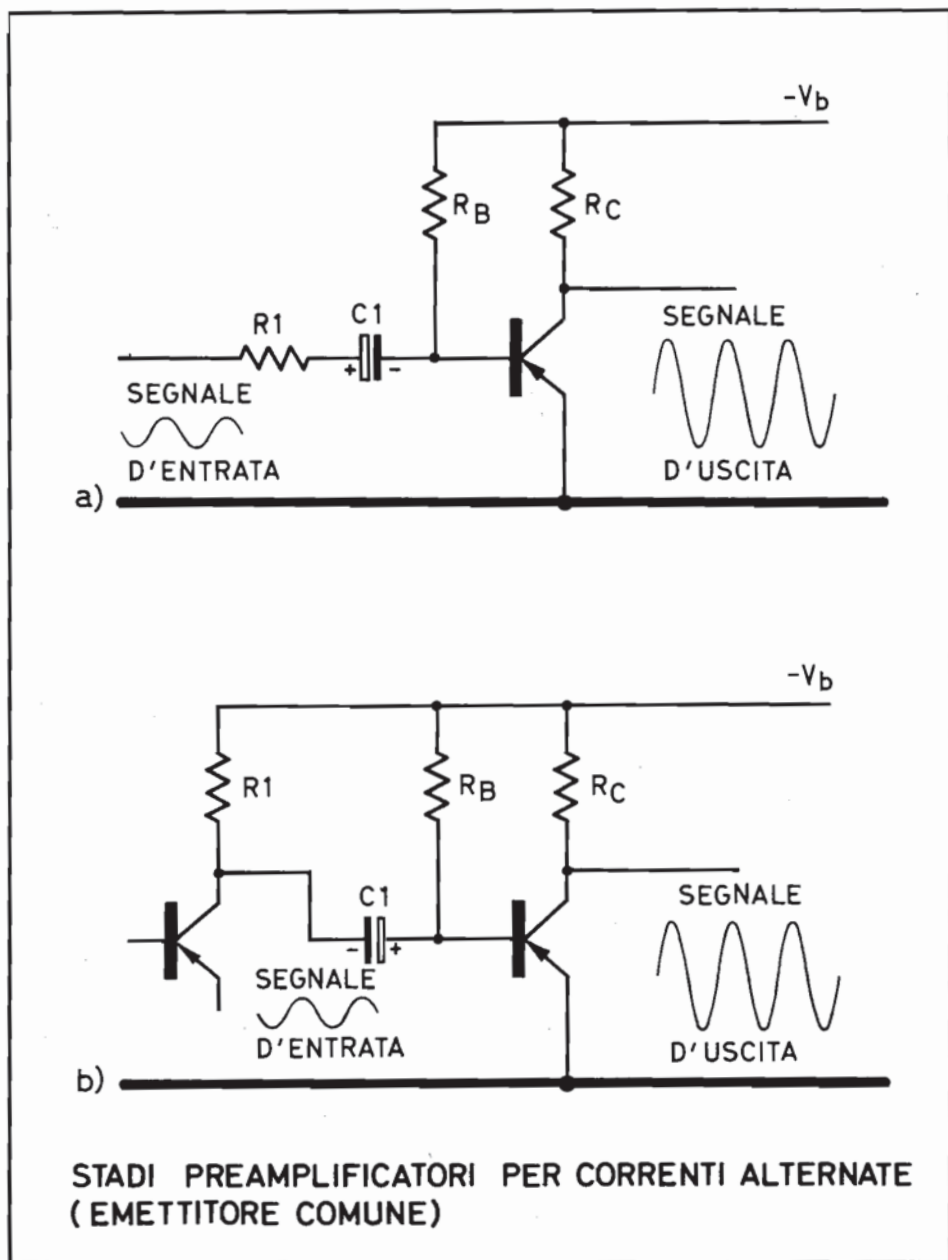 -Vb
RB
RC
R1
C1
+ -
SEGNALE
D'ENTRATA
SEGNALE
D'USCITA
a)
-Vb
R1
RB
RC
C1
- +
SEGNALE
D'ENTRATA
SEGNALE
D'USCITA
b)
STADI PREAMPLIFICATORI PER CORRENTI ALTERNATE
(EMETTITORE COMUNE)